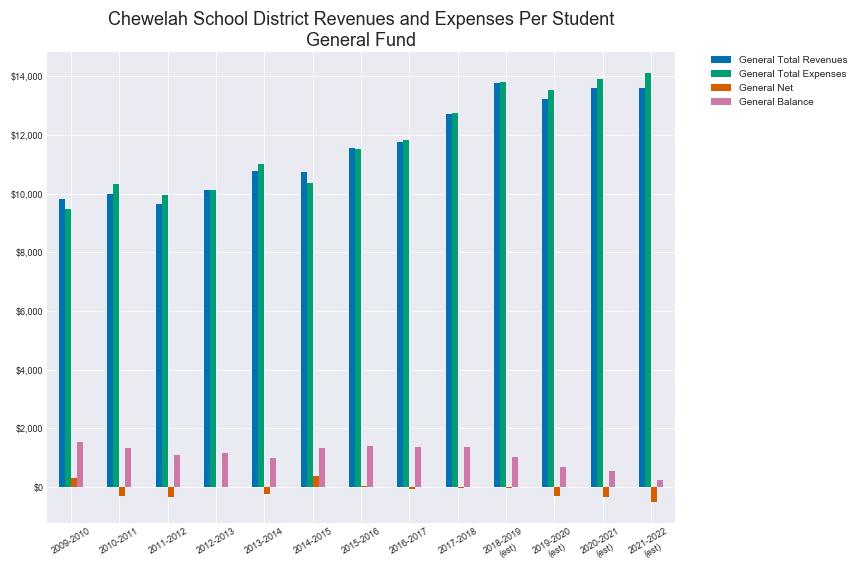 Chewelah School District Revenues and Expenses Per Student
General Fund
General Total Revenues
General Total Expenses
General Net
General Balance
$14,000
$12,000
$10,000
$8,000
$6,000
$4,000
$2,000
$0
2009-2010
2010-2011
2011-2012
2012-2013
2013-2014
2014-2015
2015-2016
2016-2017
2017-2018
2018-2019
(est)
2019-2020
(est)
2020-2021
(est)
2021-2022
(est)